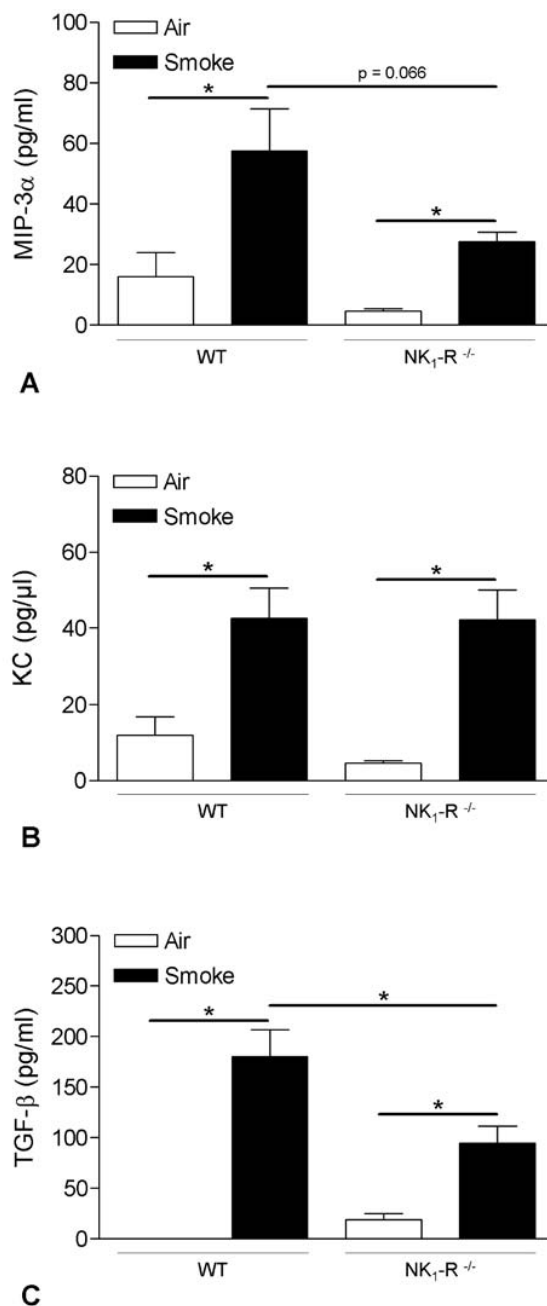 MIP-3α (pg/ml)
100
80
60
40
20
0
Air
Smoke
*
p = 0.066
*
WT
NK₁-R ⁻/⁻
A
KC (pg/μl)
80
60
40
20
0
Air
Smoke
*
*
WT
NK₁-R ⁻/⁻
B
TGF-β (pg/ml)
300
250
200
150
100
50
0
Air
Smoke
*
*
*
WT
NK₁-R ⁻/⁻
C